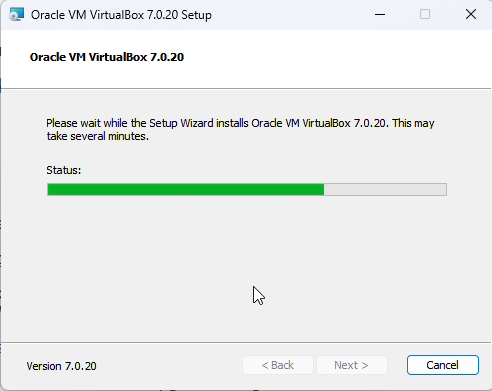 Oracle VM VirtualBox 7.0.20 Setup
Oracle VM VirtualBox 7.0.20
Please wait while the Setup Wizard installs Oracle VM VirtualBox 7.0.20. This may
take several minutes.
Status:
Version 7.0.20
< Back
Next >
Cancel